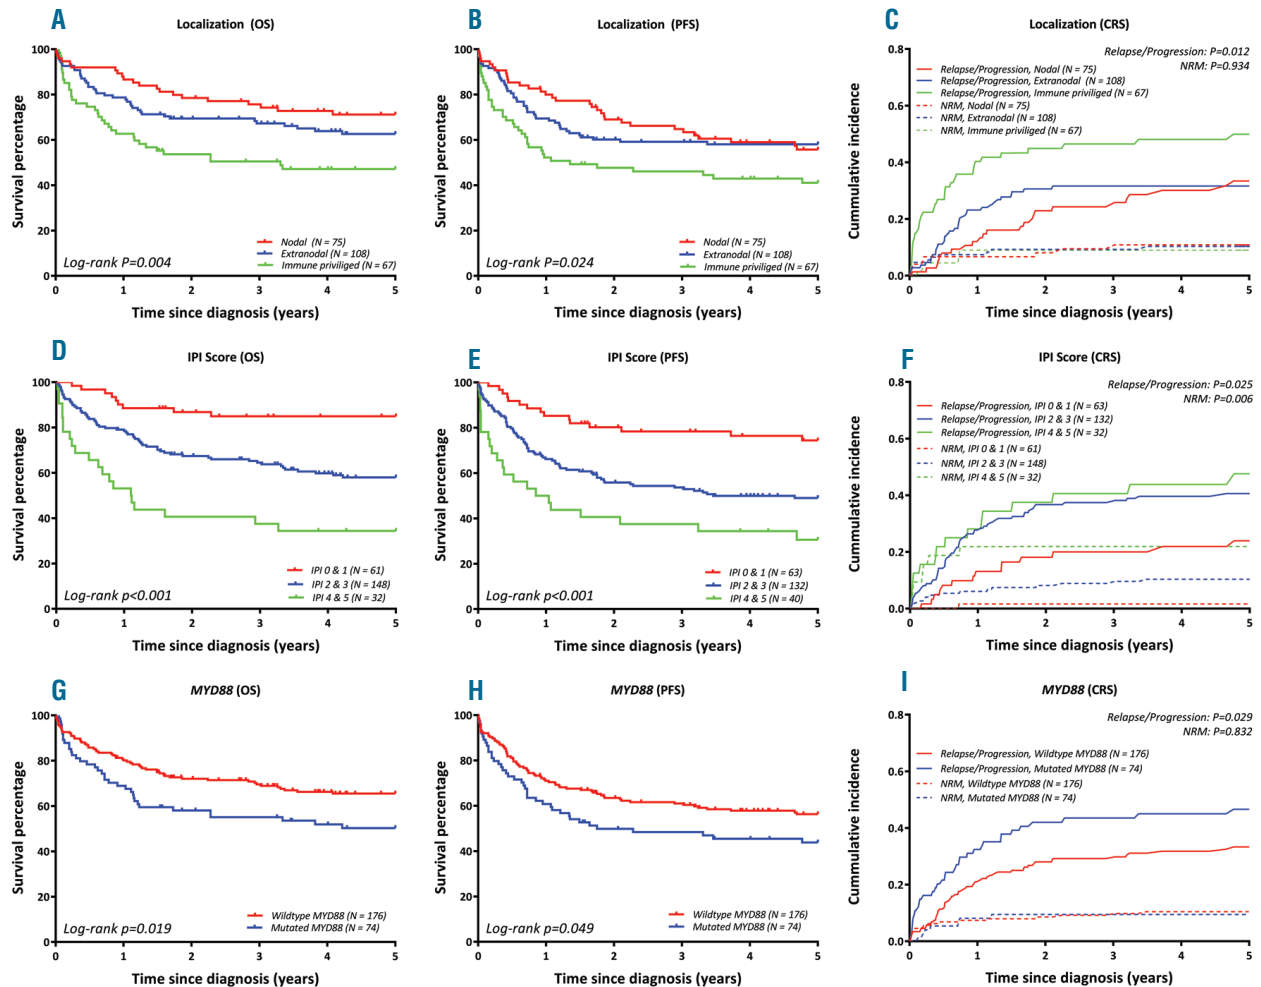 A
Localization (OS)
Survival percentage
100
80
60
40
20
0
Nodal (N = 75)
Extranodal (N = 108)
Immune priviliged (N = 67)
Log-rank P=0.004
0 1 2 3 4 5
Time since diagnosis (years)
B
Localization (PFS)
Survival percentage
100
80
60
40
20
0
Nodal (N = 75)
Extranodal (N = 108)
Immune priviliged (N = 67)
Log-rank P=0.024
0 1 2 3 4 5
Time since diagnosis (years)
C
Localization (CRS)
Cummulative incidence
0.8
0.6
0.4
0.2
0.0
Relapse/Progression: P=0.012
NRM: P=0.934
Relapse/Progression, Nodal (N = 75)
Relapse/Progression, Extranodal (N = 108)
Relapse/Progression, Immune priviliged (N = 67)
NRM, Nodal (N = 75)
NRM, Extranodal (N = 108)
NRM, Immune priviliged (N = 67)
0 1 2 3 4 5
Time since diagnosis (years)
D
IPI Score (OS)
Survival percentage
100
80
60
40
20
0
IPI 0 & 1 (N = 61)
IPI 2 & 3 (N = 148)
IPI 4 & 5 (N = 32)
Log-rank p<0.001
0 1 2 3 4 5
Time since diagnosis (years)
E
IPI Score (PFS)
Survival percentage
100
80
60
40
20
0
IPI 0 & 1 (N = 63)
IPI 2 & 3 (N = 132)
IPI 4 & 5 (N = 40)
Log-rank p<0.001
0 1 2 3 4 5
Time since diagnosis (years)
F
IPI Score (CRS)
Cummulative incidence
0.8
0.6
0.4
0.2
0.0
Relapse/Progression: P=0.025
NRM: P=0.006
Relapse/Progression, IPI 0 & 1 (N = 63)
Relapse/Progression, IPI 2 & 3 (N = 132)
Relapse/Progression, IPI 4 & 5 (N = 32)
NRM, IPI 0 & 1 (N = 61)
NRM, IPI 2 & 3 (N = 148)
NRM, IPI 4 & 5 (N = 32)
0 1 2 3 4 5
Time since diagnosis (years)
G
MYD88 (OS)
Survival percentage
100
80
60
40
20
0
Wildtype MYD88 (N = 176)
Mutated MYD88 (N = 74)
Log-rank p=0.019
0 1 2 3 4 5
Time since diagnosis (years)
H
MYD88 (PFS)
Survival percentage
100
80
60
40
20
0
Wildtype MYD88 (N = 176)
Mutated MYD88 (N = 74)
Log-rank p=0.049
0 1 2 3 4 5
Time since diagnosis (years)
I
MYD88 (CRS)
Cummulative incidence
0.8
0.6
0.4
0.2
0.0
Relapse/Progression: P=0.029
NRM: P=0.832
Relapse/Progression, Wildtype MYD88 (N = 176)
Relapse/Progression, Mutated MYD88 (N = 74)
NRM, Wildtype MYD88 (N = 176)
NRM, Mutated MYD88 (N = 74)
0 1 2 3 4 5
Time since diagnosis (years)